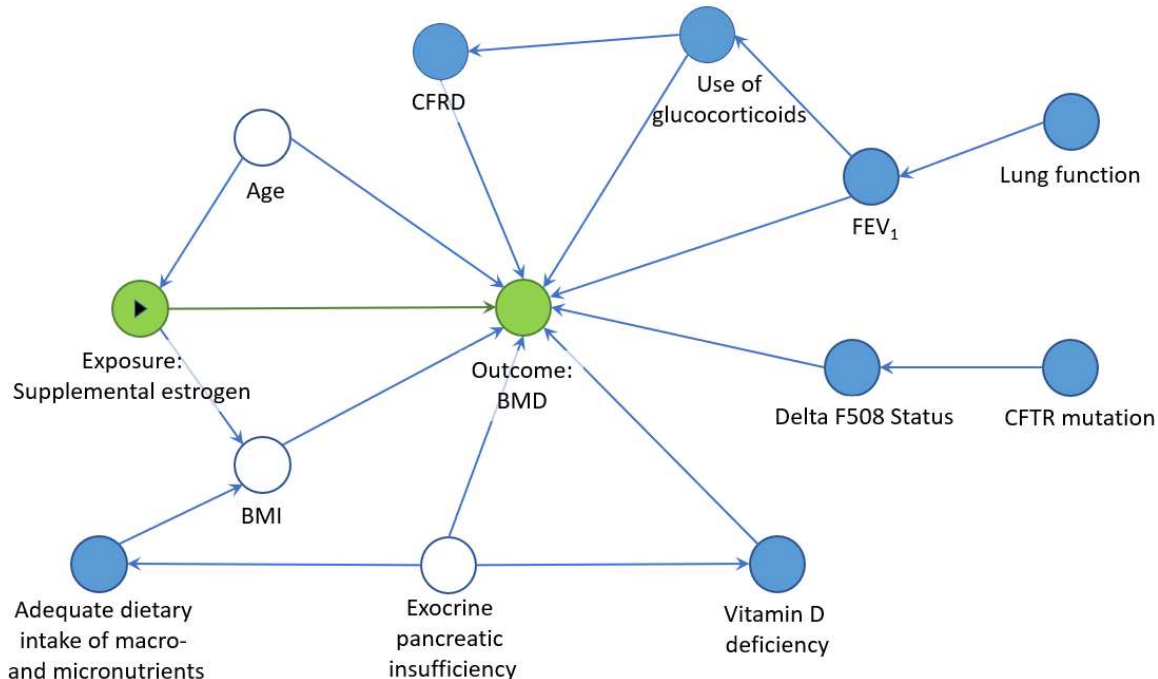 CFRD
Use of
glucocorticoids
Lung function
Age
FEV₁
Exposure:
Supplemental estrogen
Outcome:
BMD
Delta F508 Status
CFTR mutation
BMI
Adequate dietary
intake of macro-
and micronutrients
Exocrine
pancreatic
insufficiency
Vitamin D
deficiency